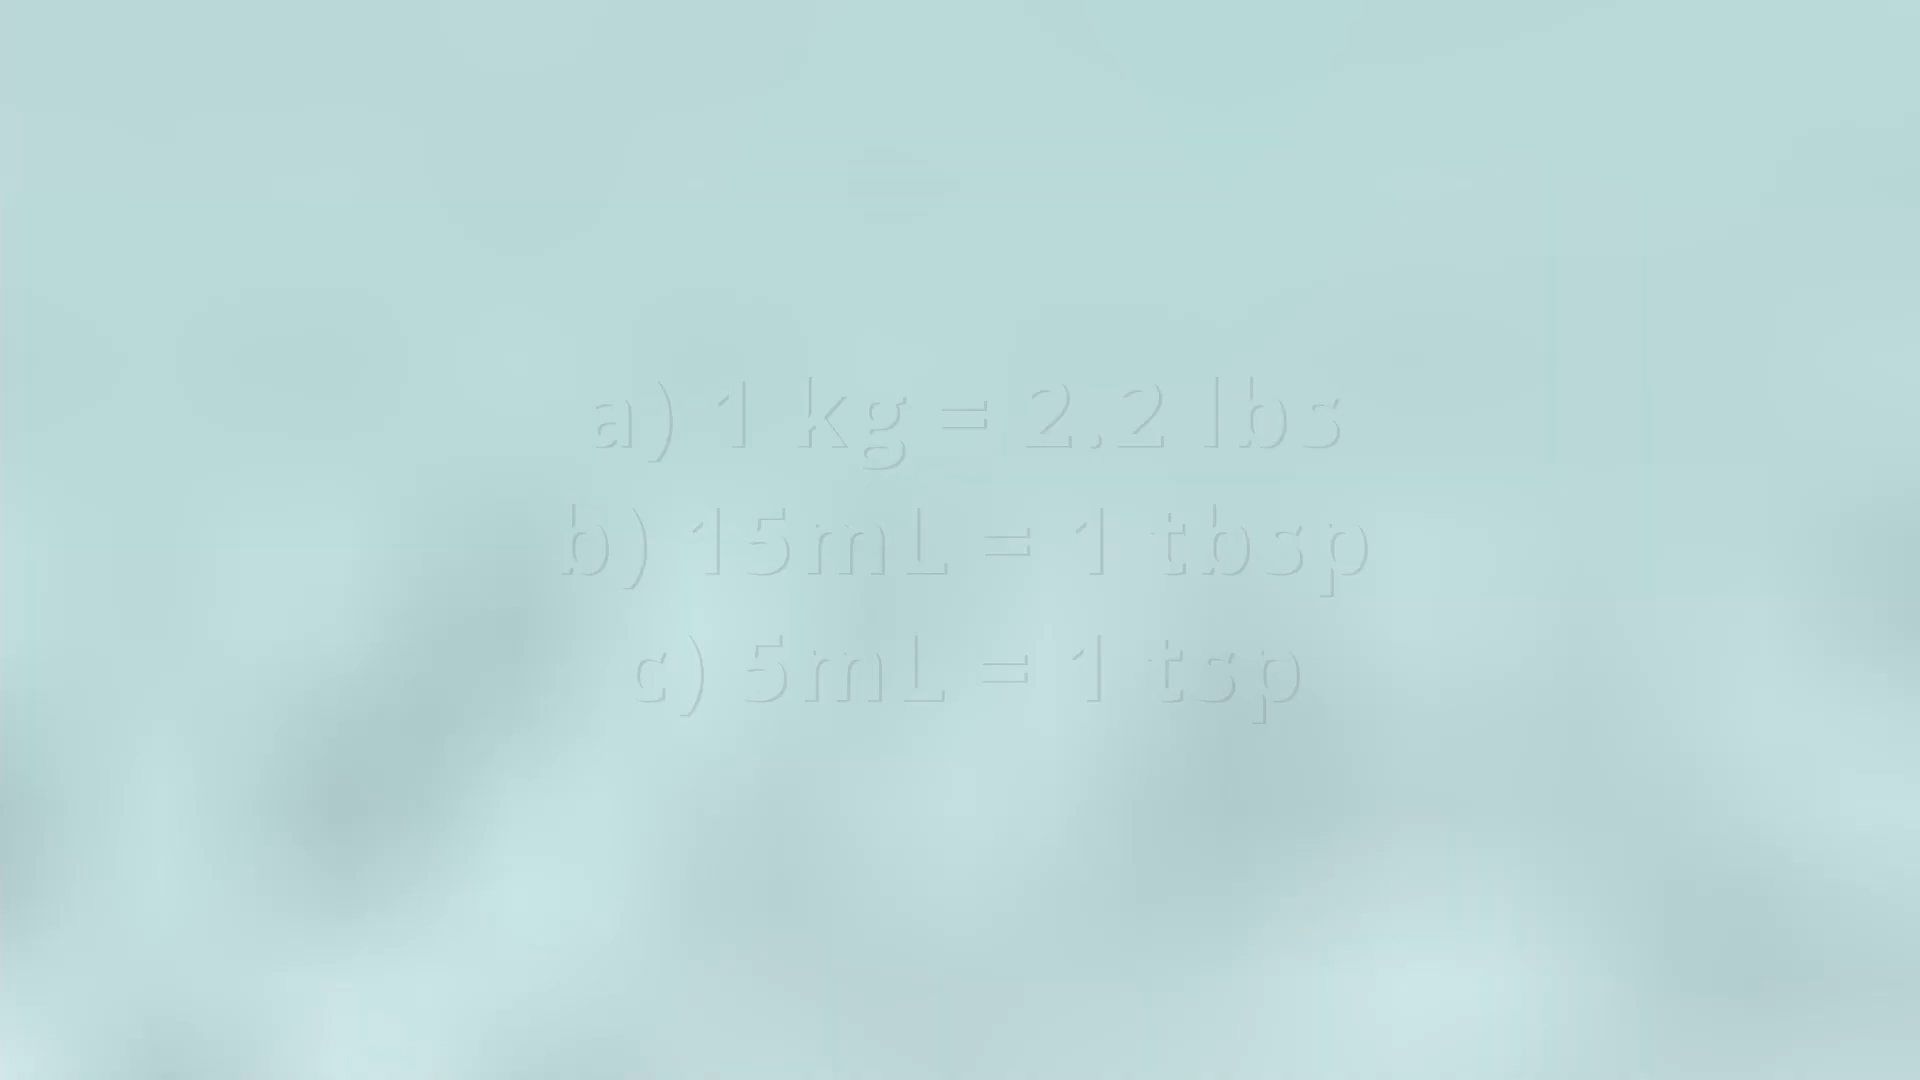 a) 1 kg = 2.2 lbs
b) 15mL = 1 tbsp
c) 5mL = 1 tsp